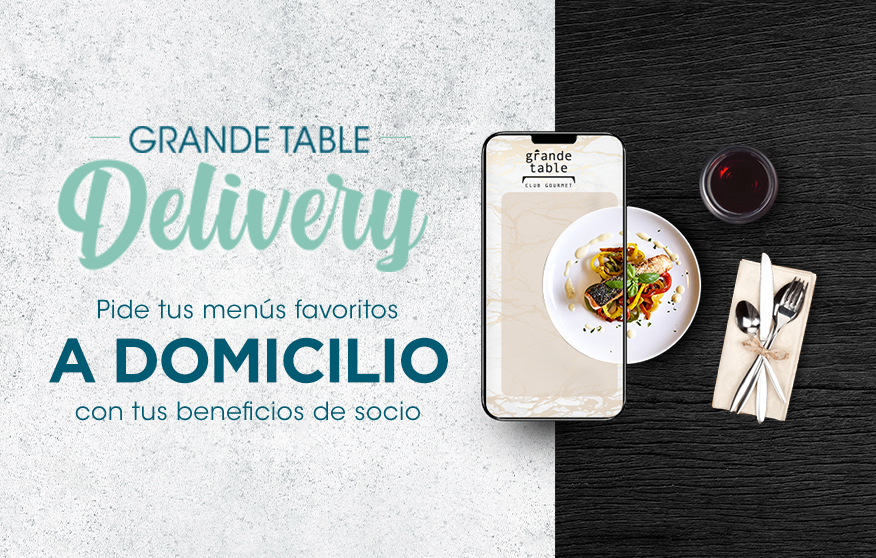 GRANDE TABLE
Delivery
Pide tus menús favoritos
A DOMICILIO
con tus beneficios de socio
grande
table
CLUB GOURMET